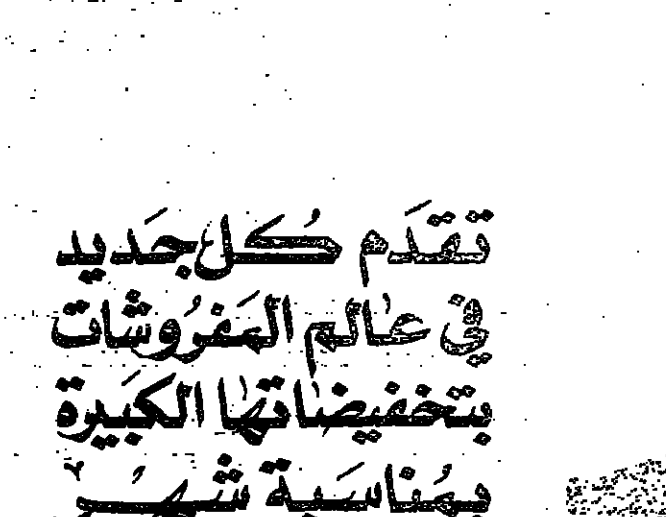 تقدم كل جديد
في عالم المفروشات
بتخفيضاتها الكبيرة
بمناسبة شهر